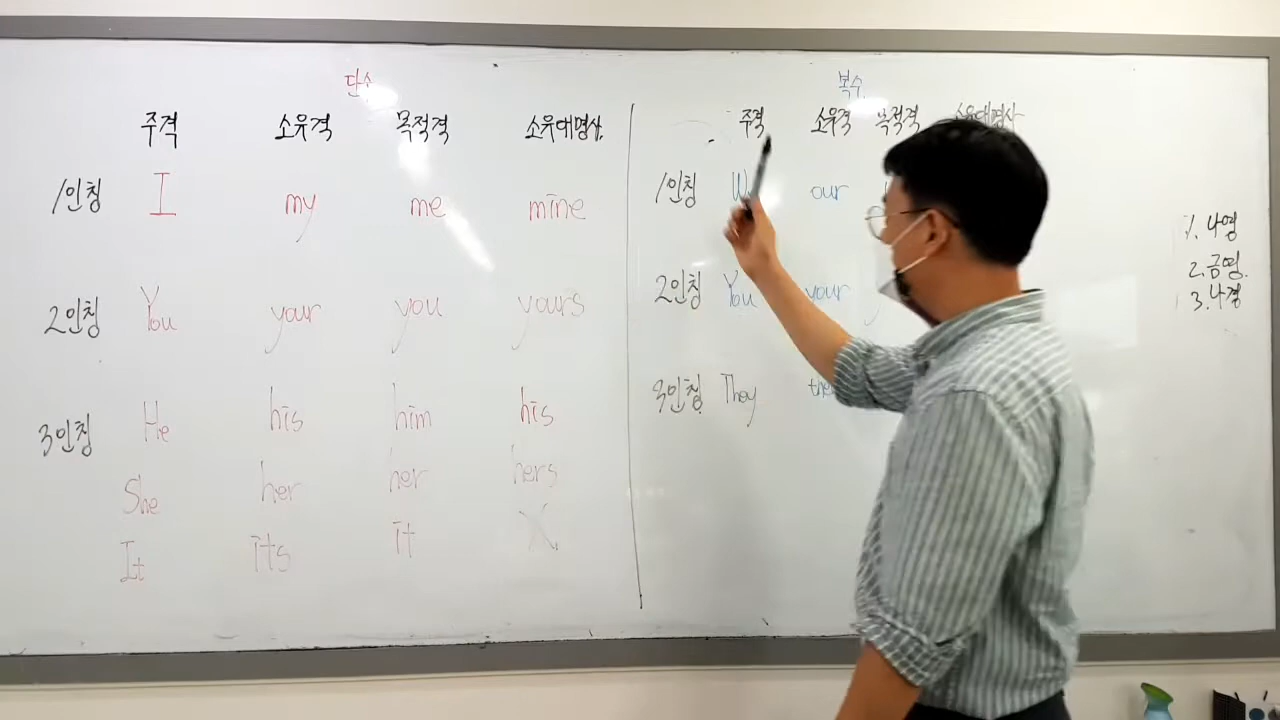 단수
주격 소유격 목적격 소유대명사
1인칭 I my me mine
2인칭 You your you yours
3인칭 He his him his
She her her hers
It its it X
복수
주격 소유격 목적격 소유대명사
1인칭 our
2인칭 You your
3인칭 They
1. 나영
2. 금영.
3. 나경